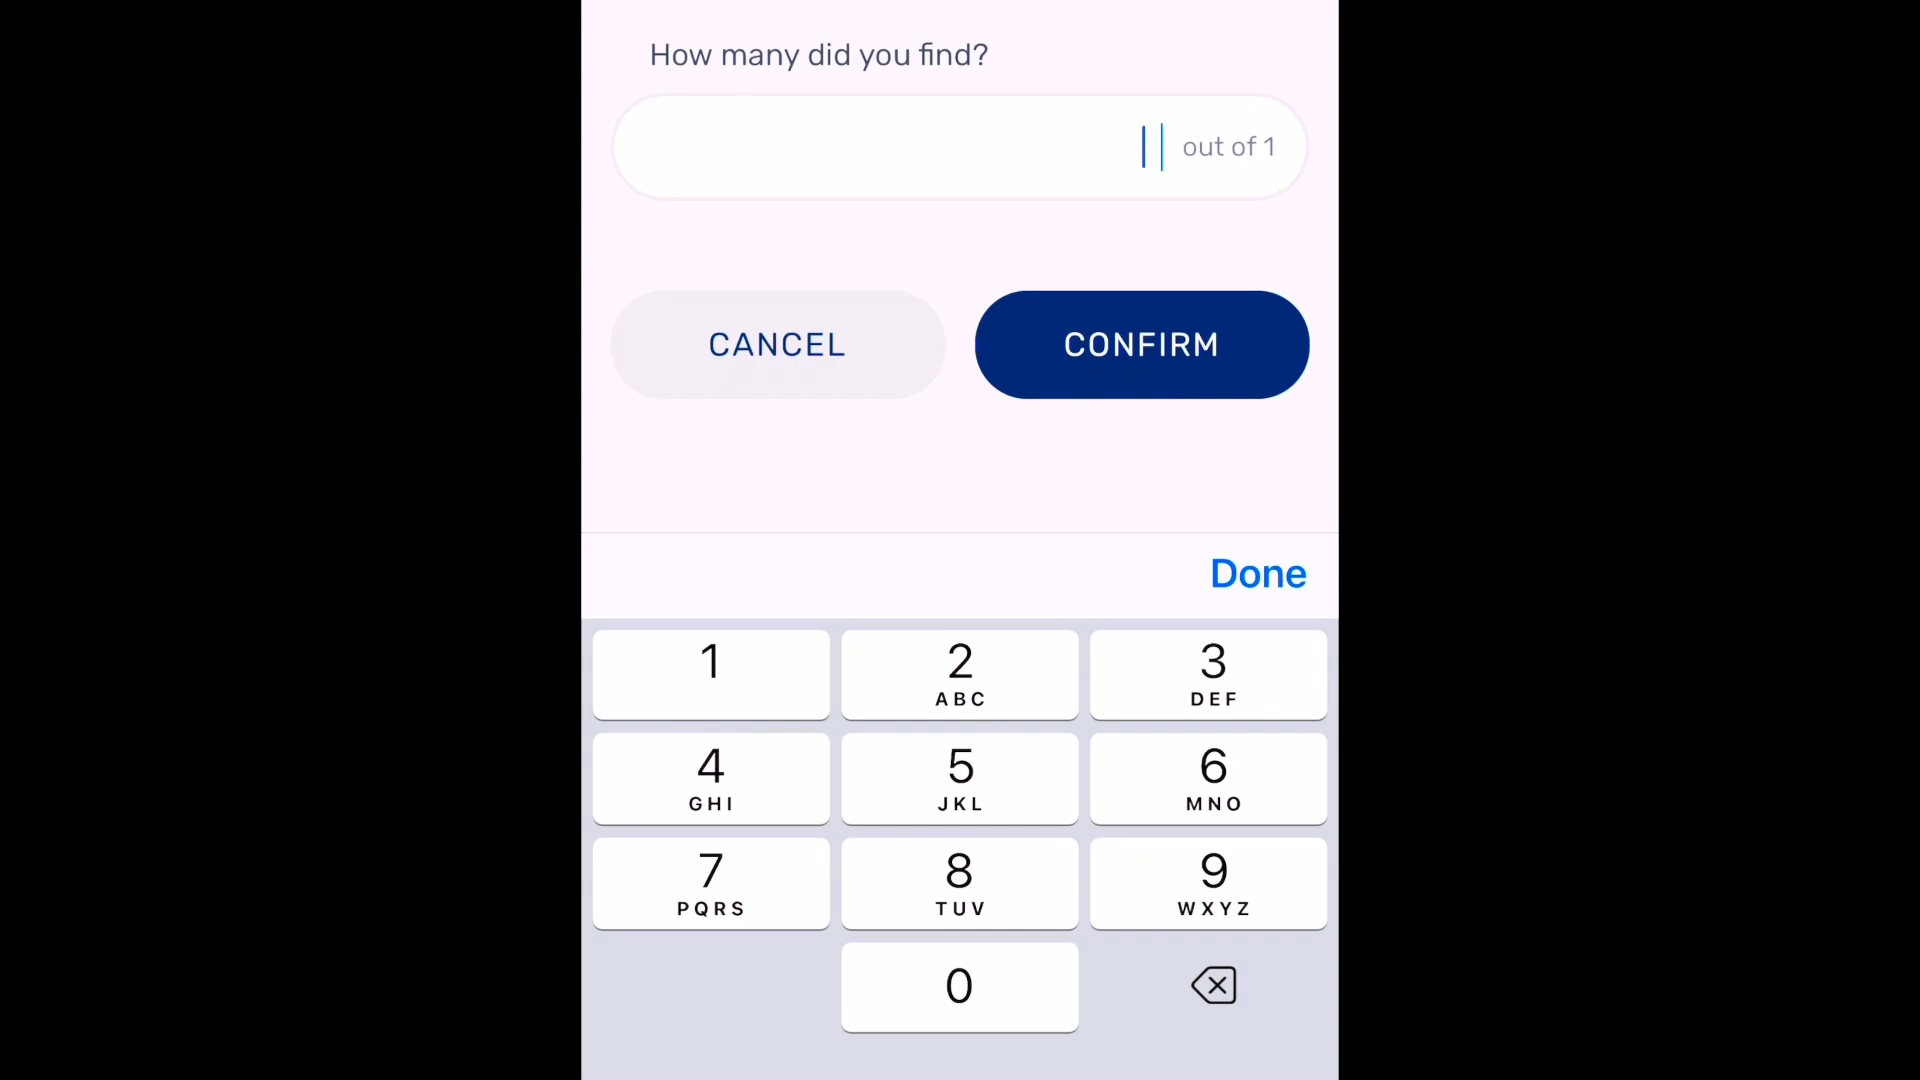 How many did you find?
out of 1
CANCEL
CONFIRM
Done
1
2
ABC
3
DEF
4
GHI
5
JKL
6
MNO
7
PQRS
8
TUV
9
WXYZ
0